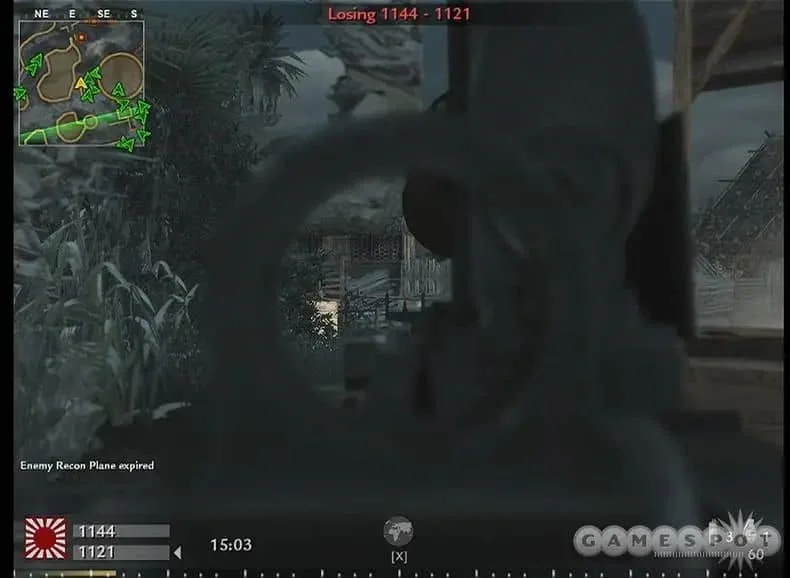 NE E SE S
Losing 1144 - 1121
Enemy Recon Plane expired
1144
1121
15:03
[X]
GAMESPOT
60